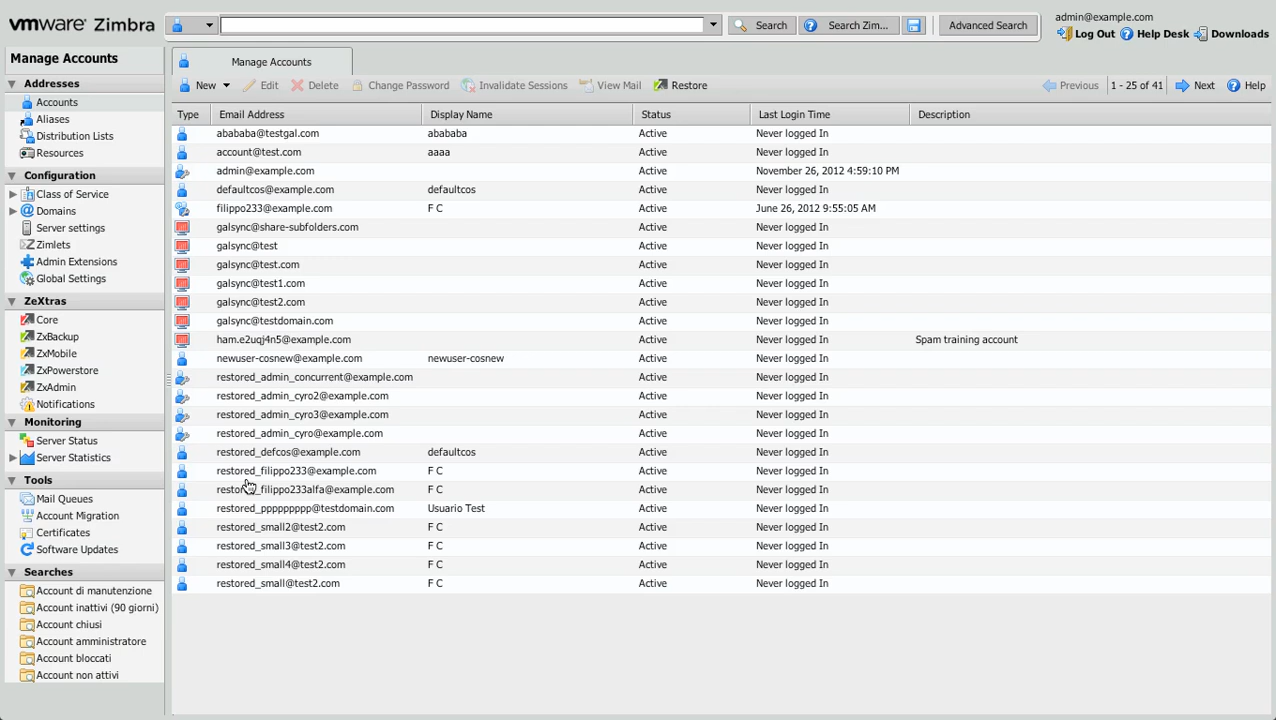 vmware Zimbra
Search
Search Zim...
Advanced Search
admin@example.com
Log Out Help Desk Downloads
Manage Accounts
Addresses
Accounts
Aliases
Distribution Lists
Resources
Configuration
Class of Service
Domains
Server settings
Zimlets
Admin Extensions
Global Settings
ZeXtras
Core
ZxBackup
ZxMobile
ZxPowerstore
ZxAdmin
Notifications
Monitoring
Server Status
Server Statistics
Tools
Mail Queues
Account Migration
Certificates
Software Updates
Searches
Account di manutenzione
Account inattivi (90 giorni)
Account chiusi
Account amministratore
Account bloccati
Account non attivi
Manage Accounts
New Edit Delete Change Password Invalidate Sessions View Mail Restore Previous 1 - 25 of 41 Next Help
Type Email Address Display Name Status Last Login Time Description
abababa@testgal.com abababa Active Never logged In
account@test.com aaaa Active Never logged In
admin@example.com Active November 26, 2012 4:59:10 PM
defaultcos@example.com defaultcos Active Never logged In
filippo233@example.com F C Active June 26, 2012 9:55:05 AM
galsync@share-subfolders.com Active Never logged In
galsync@test Active Never logged In
galsync@test.com Active Never logged In
galsync@test1.com Active Never logged In
galsync@test2.com Active Never logged In
galsync@testdomain.com Active Never logged In
ham.e2uqj4n5@example.com Active Never logged In Spam training account
newuser-cosnew@example.com newuser-cosnew Active Never logged In
restored_admin_concurrent@example.com Active Never logged In
restored_admin_cyro2@example.com Active Never logged In
restored_admin_cyro3@example.com Active Never logged In
restored_admin_cyro@example.com Active Never logged In
restored_defcos@example.com defaultcos Active Never logged In
restored_filippo233@example.com F C Active Never logged In
restored_filippo233alfa@example.com F C Active Never logged In
restored_ppppppppp@testdomain.com Usuario Test Active Never logged In
restored_small2@test2.com F C Active Never logged In
restored_small3@test2.com F C Active Never logged In
restored_small4@test2.com F C Active Never logged In
restored_small@test2.com F C Active Never logged In